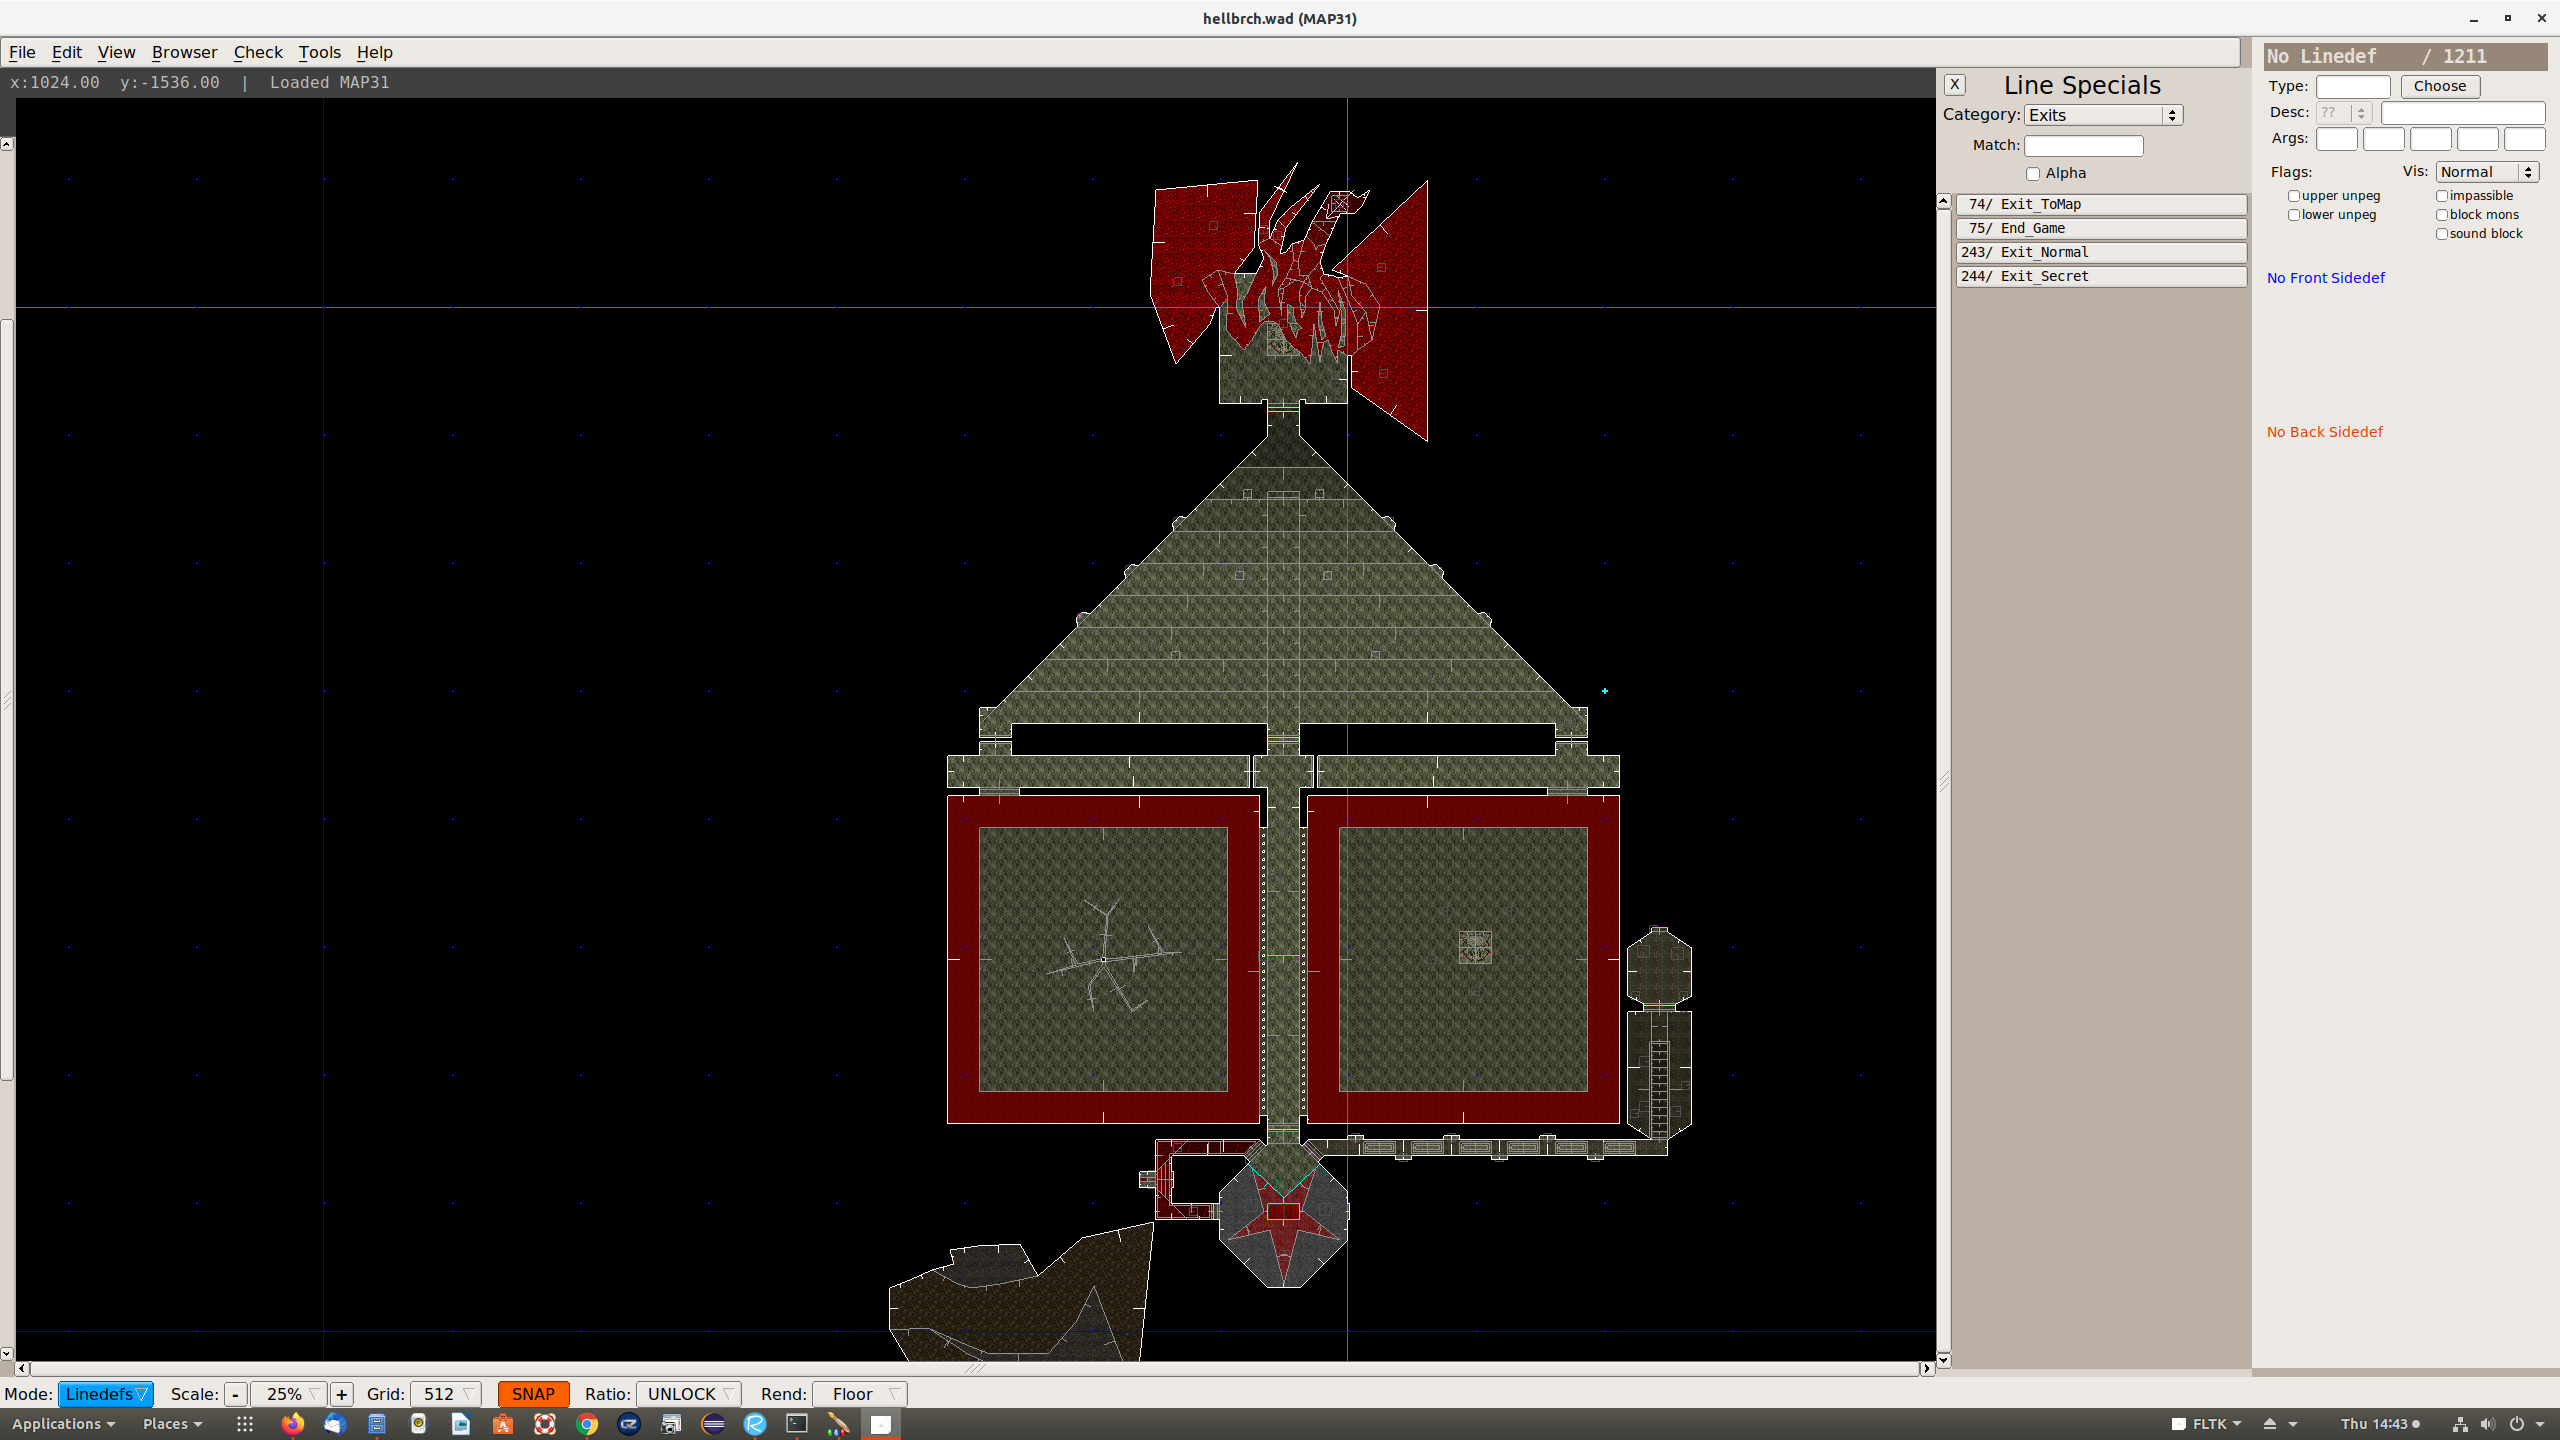 hellbrch.wad (MAP31)
File Edit View Browser Check Tools Help
x:1024.00 y:-1536.00 | Loaded MAP31
X Line Specials
Category: Exits
Match:
Alpha
74/ Exit_ToMap
75/ End_Game
243/ Exit_Normal
244/ Exit_Secret
No Linedef / 1211
Type: Choose
Desc: ??
Args:
Flags: Vis: Normal
upper unpeg impassible
lower unpeg block mons
sound block
No Front Sidedef
No Back Sidedef
Mode: Linedefs Scale: - 25% + Grid: 512 SNAP Ratio: UNLOCK Rend: Floor
Applications Places FLTK Thu 14:43